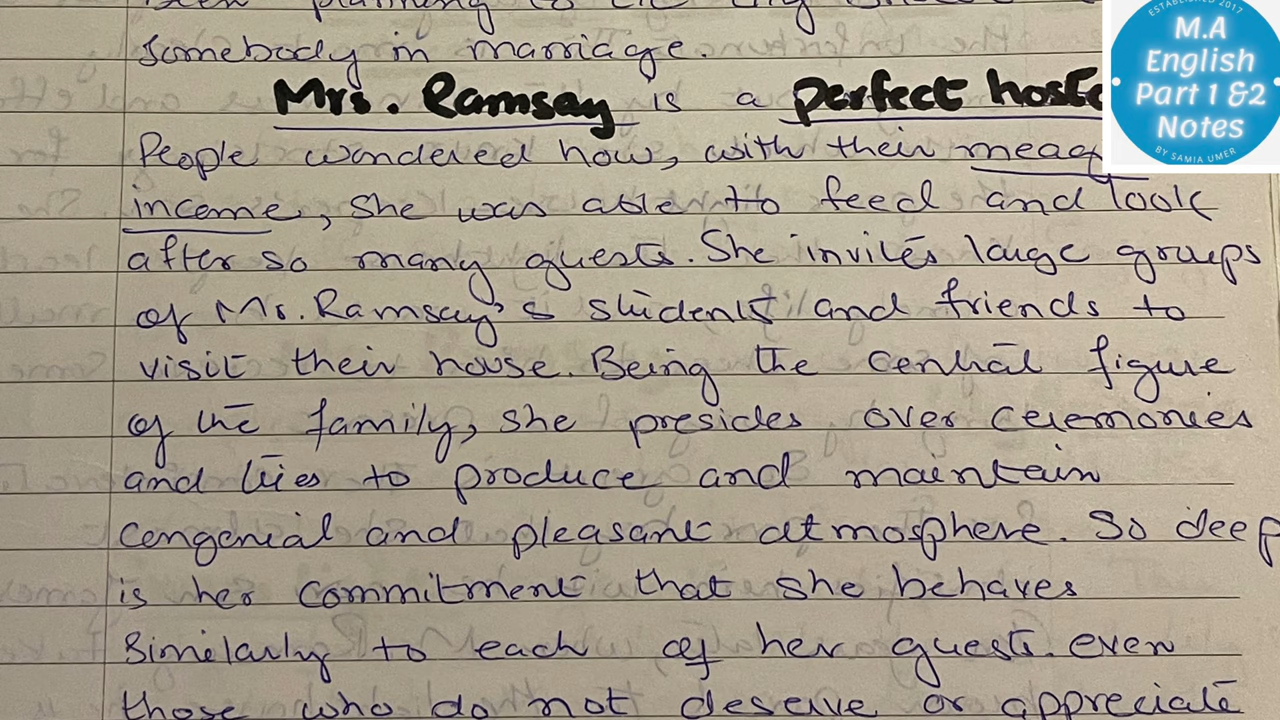 somebody in marriage.
Mrs. Ramsay is a perfect
People wondered how, with their
income, she was able to feed and look
after so many guests. She invites large groups
of Mr. Ramsay's students and friends to
visit their house. Being the central figure
of the family, she presides over ceremonies
and tries to produce and maintain
congenial and pleasant atmosphere. So deep
is her commitment that she behaves
similarly to each of her guest. even
those who do not deserve or appreciate
ESTABLISHED 2017
M.A
English
Part 1 &2
Notes
BY SAMIA UMER